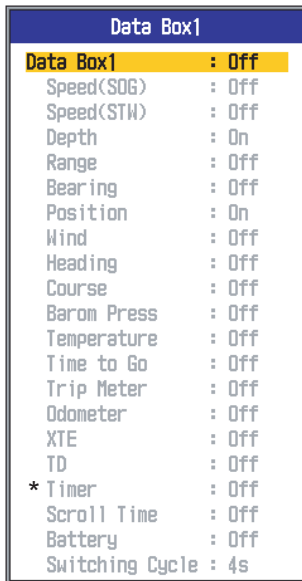 Data Box1
Data Box1 : Off
Speed(SOG) : Off
Speed(STW) : Off
Depth : On
Range : Off
Bearing : Off
Position : On
Wind : Off
Heading : Off
Course : Off
Barom Press : Off
Temperature : Off
Time to Go : Off
Trip Meter : Off
Odometer : Off
XTE : Off
TD : Off
* Timer : Off
Scroll Time : Off
Battery : Off
Switching Cycle : 4s